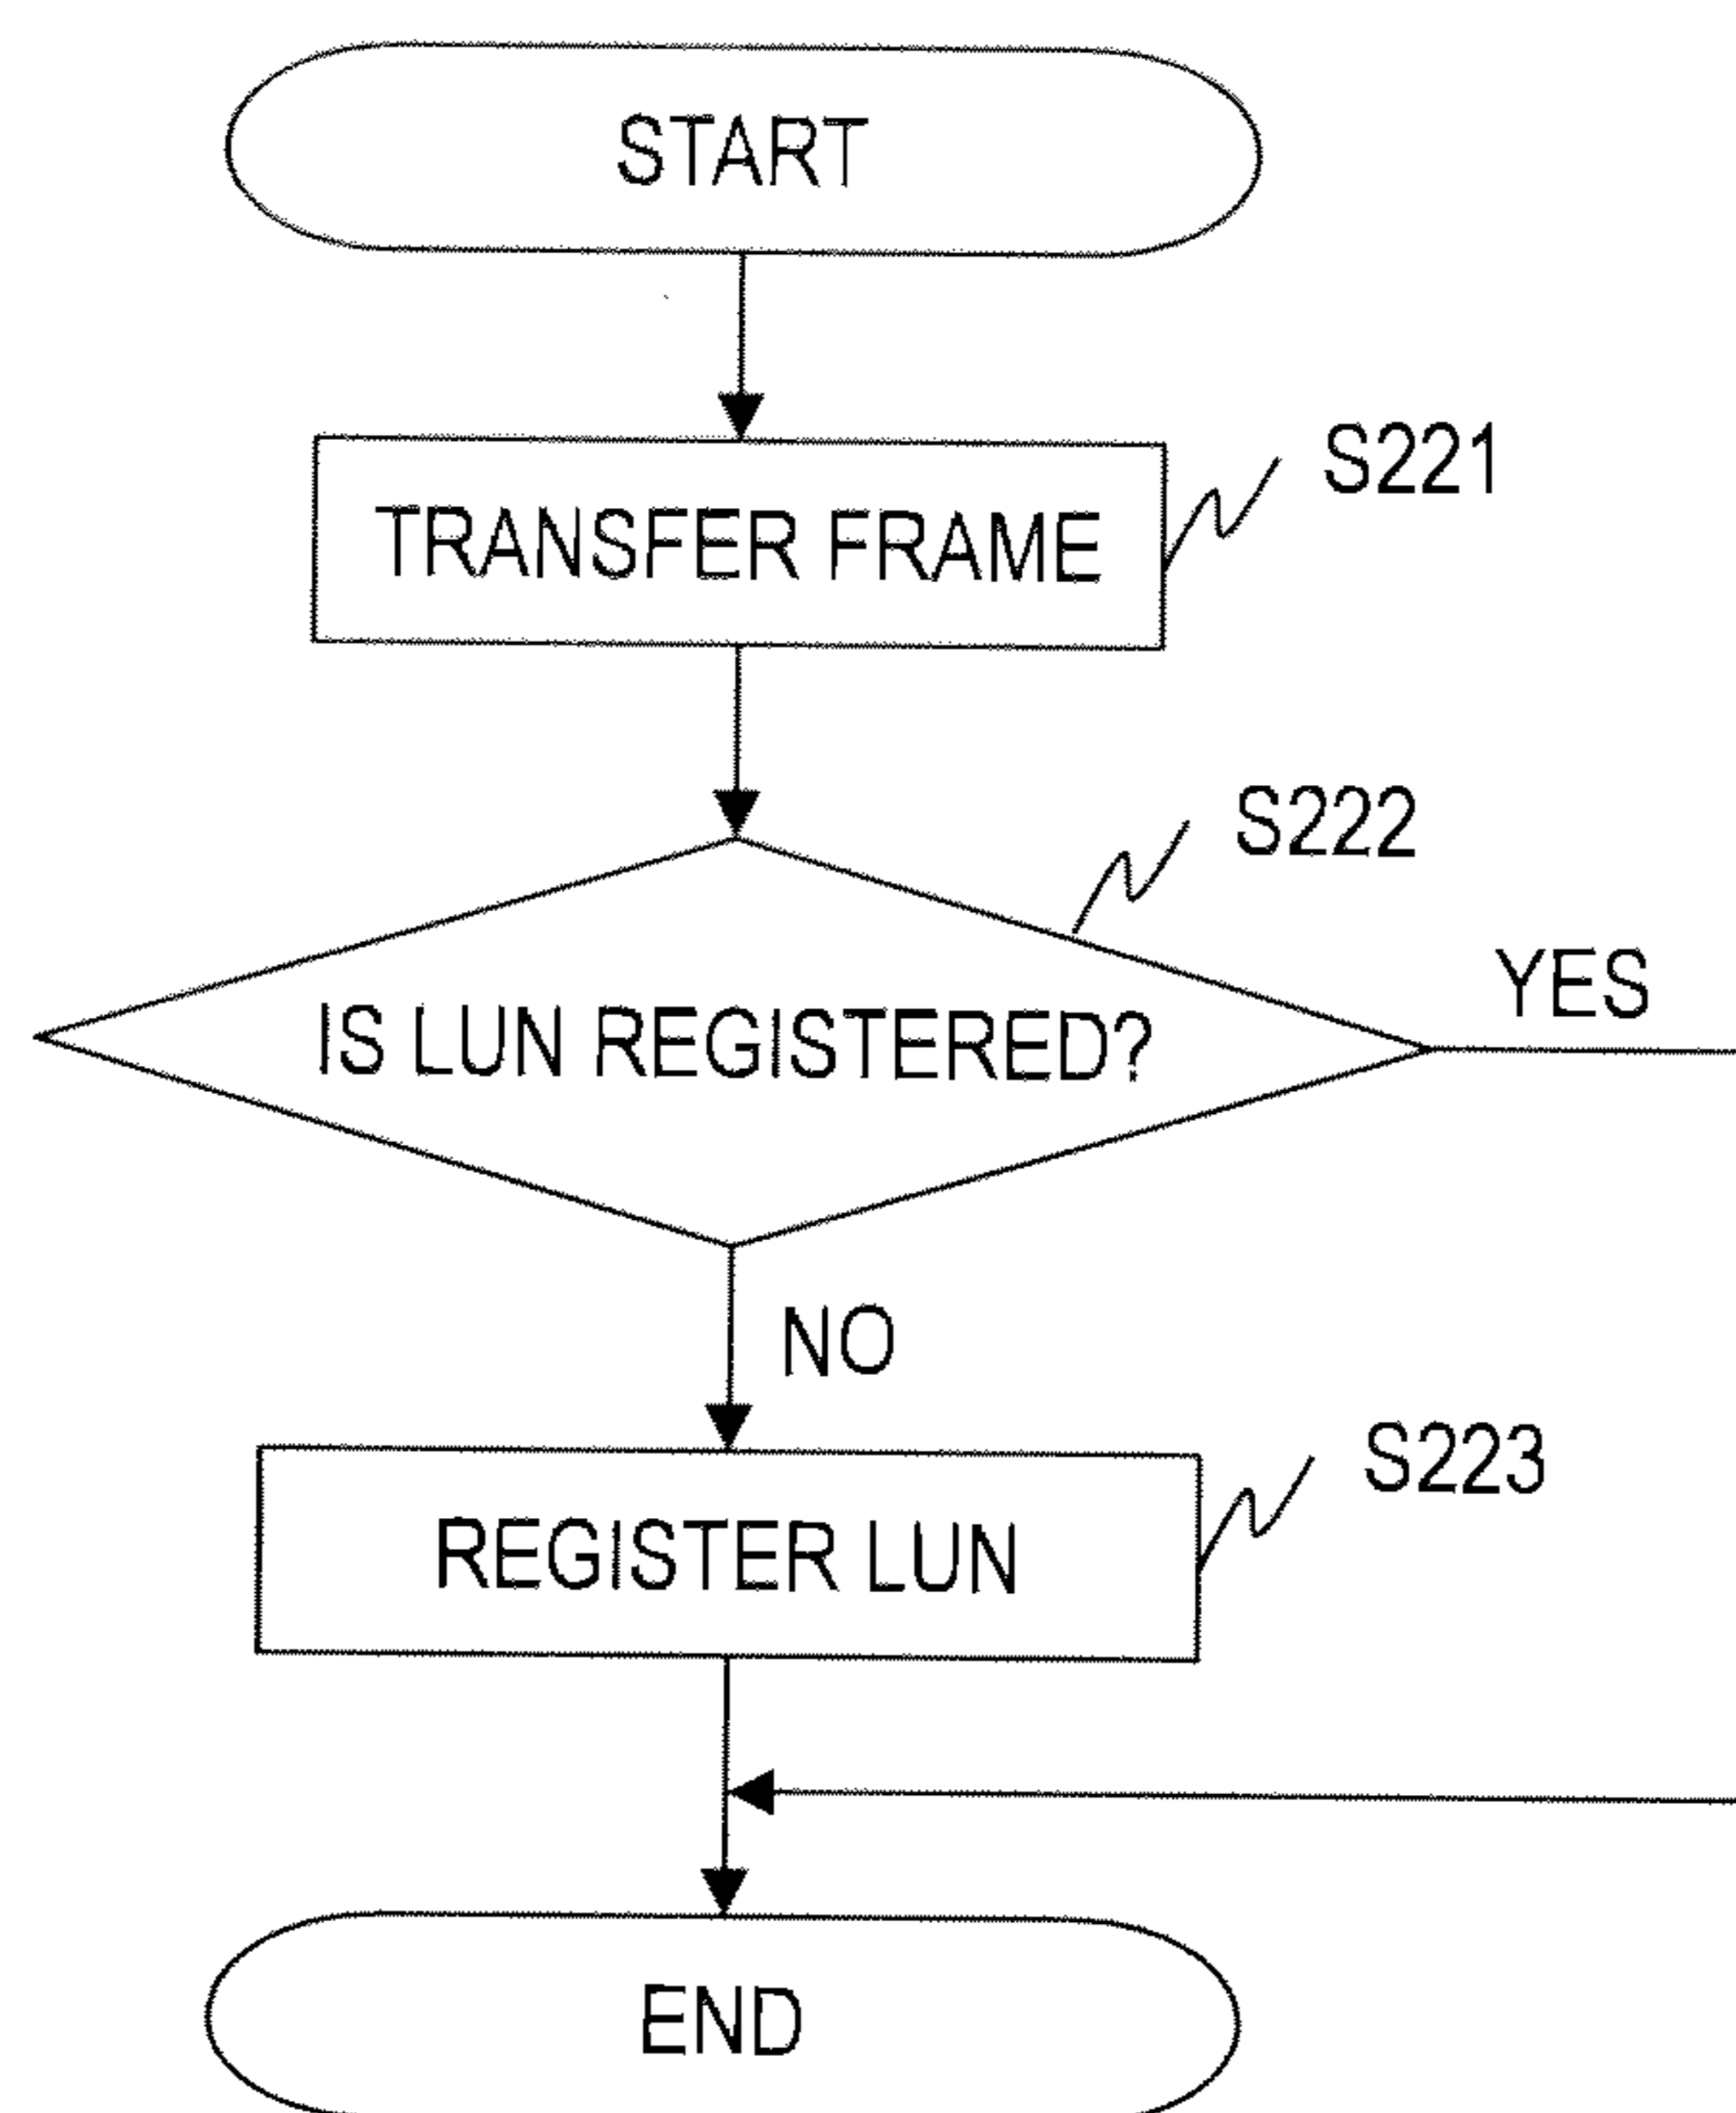 START
TRANSFER FRAME
S221
S222
IS LUN REGISTERED?
YES
NO
S223
REGISTER LUN
END